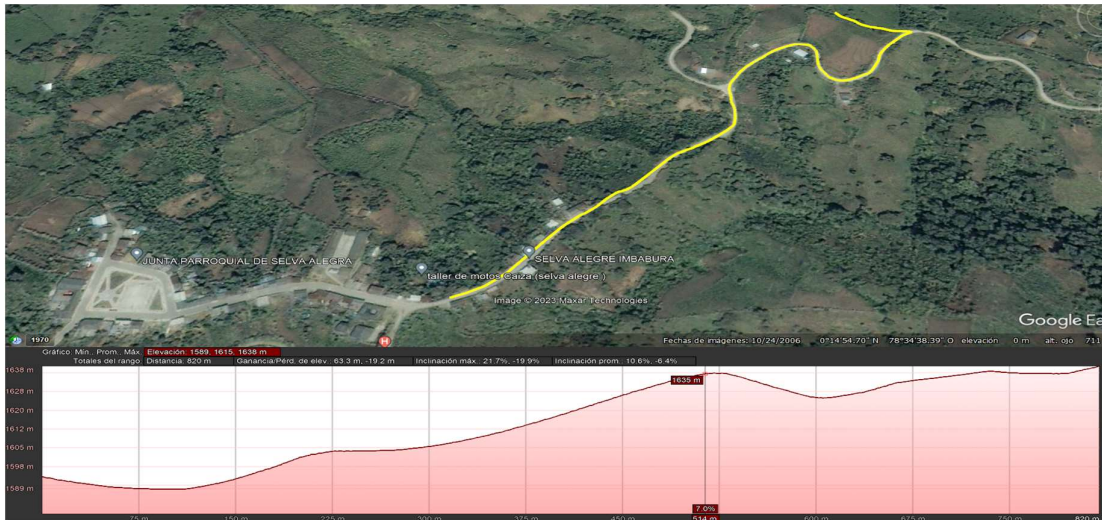 JUNTA PARROQUIAL DE SELVA ALEGRA
SELVA ALEGRE IMBABURA
taller de motos Caiza (selva alegre )
Image © 2023 Maxar Technologies
Google Ea
1970
H
Fechas de imágenes: 10/24/2006 0°14'54.70" N 78°34'38.39" O elevación 0 m alt. ojo 711
Gráfico: Mín., Prom., Máx. Elevación: 1589, 1615, 1638 m
Totales del rango: Distancia: 820 m Ganancia/Pérd. de elev.: 63.3 m, -19.2 m Inclinación máx.: 21.7%, -19.9% Inclinación prom.: 10.6%, -6.4%
1638 m
1635 m
1628 m
1620 m
1612 m
1605 m
1598 m
1589 m
7.0%
75 m 150 m 225 m 300 m 375 m 450 m 514 m 600 m 675 m 750 m 820 m